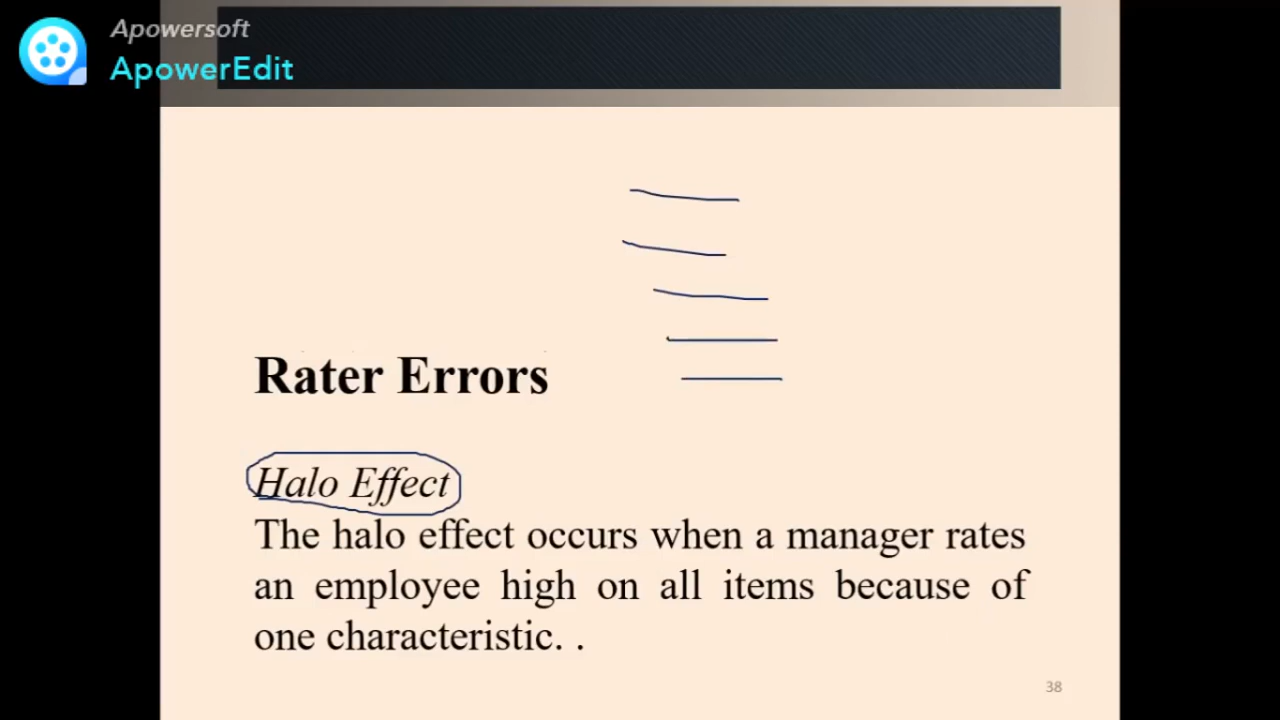 Apowersoft
ApowerEdit
Rater Errors
Halo Effect
The halo effect occurs when a manager rates
an employee high on all items because of
one characteristic. .
38